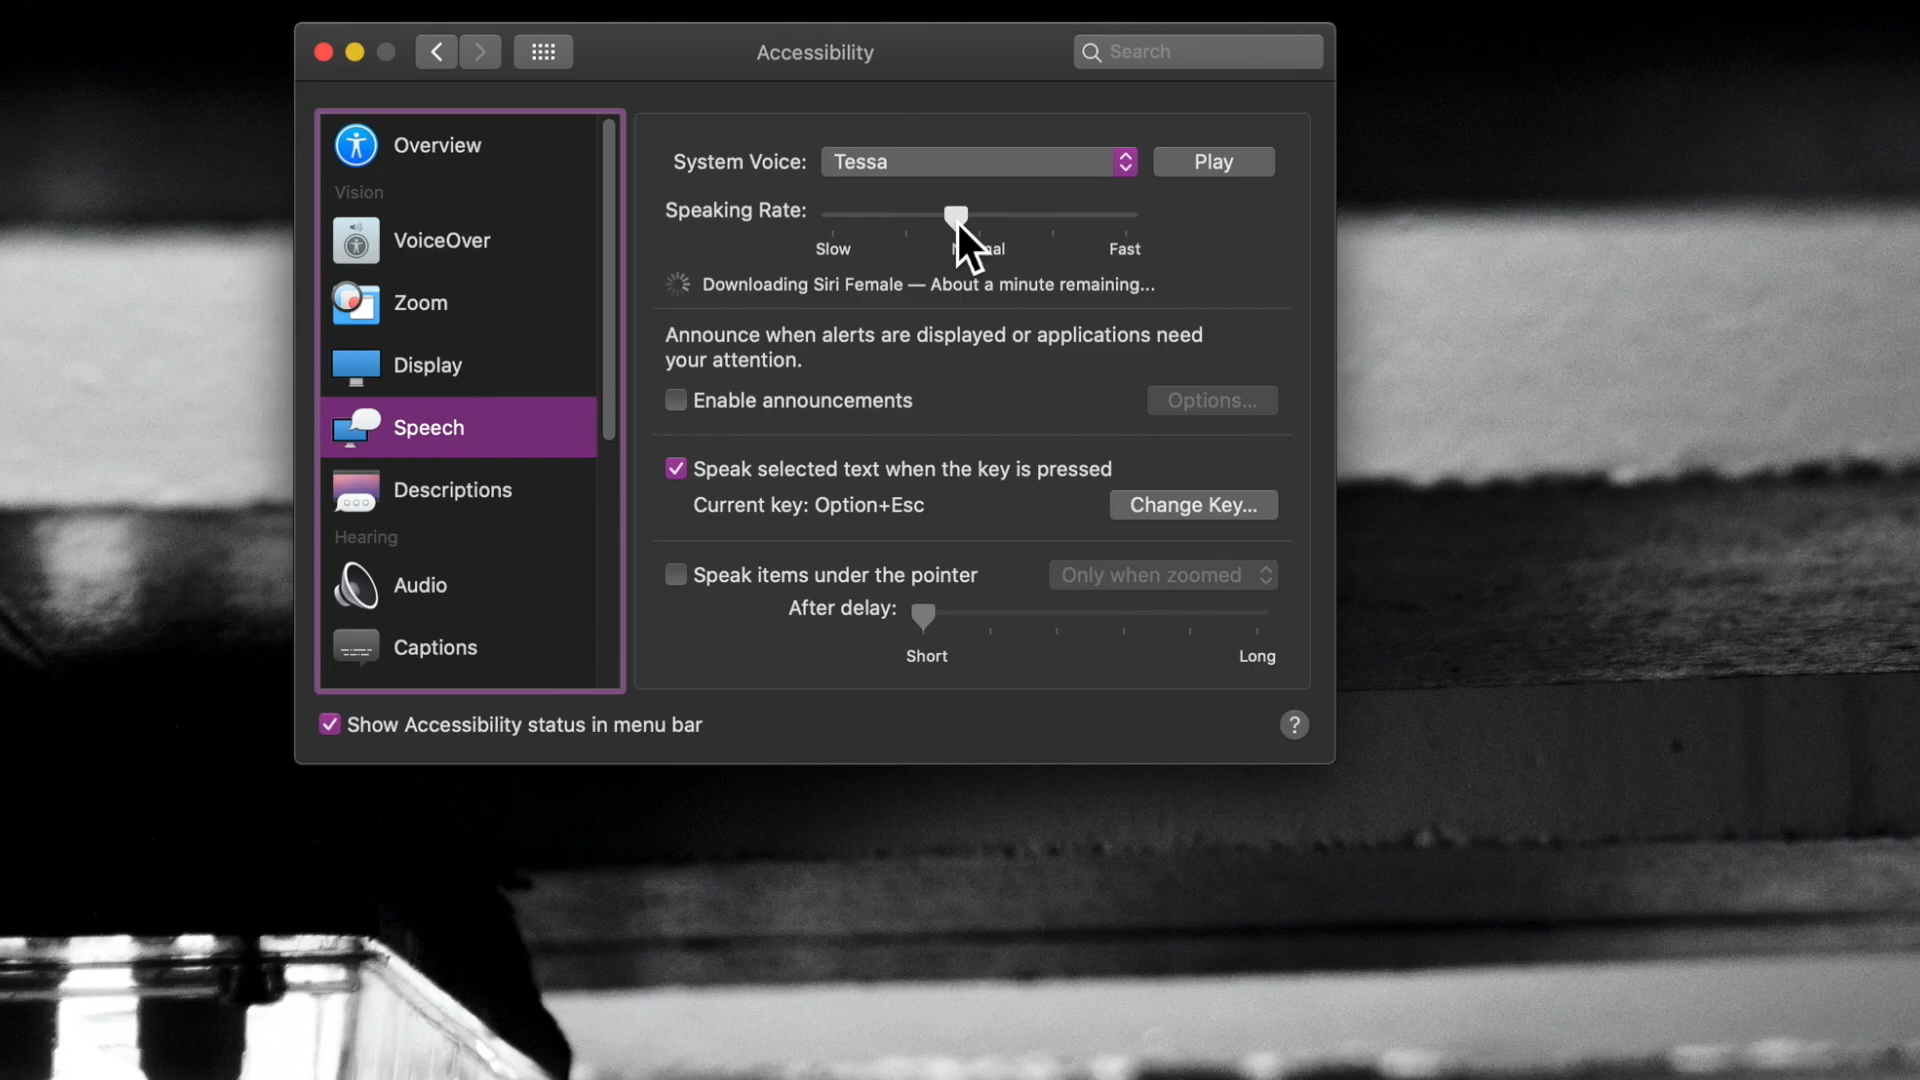 Accessibility
Search
Overview
Vision
VoiceOver
Zoom
Display
Speech
Descriptions
Hearing
Audio
Captions
System Voice: Tessa Play
Speaking Rate:
Slow Fast
Downloading Siri Female — About a minute remaining...
Announce when alerts are displayed or applications need
your attention.
Enable announcements Options...
Speak selected text when the key is pressed
Current key: Option+Esc Change Key...
Speak items under the pointer Only when zoomed
After delay:
Short Long
Show Accessibility status in menu bar ?